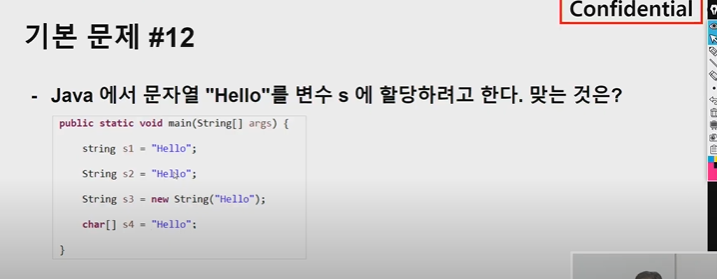 Confidential
기본 문제 #12
- Java 에서 문자열 "Hello"를 변수 s 에 할당하려고 한다. 맞는 것은?
public static void main(String[] args) {
string s1 = "Hello";
String s2 = "Hello";
String s3 = new String("Hello");
char[] s4 = "Hello";
}